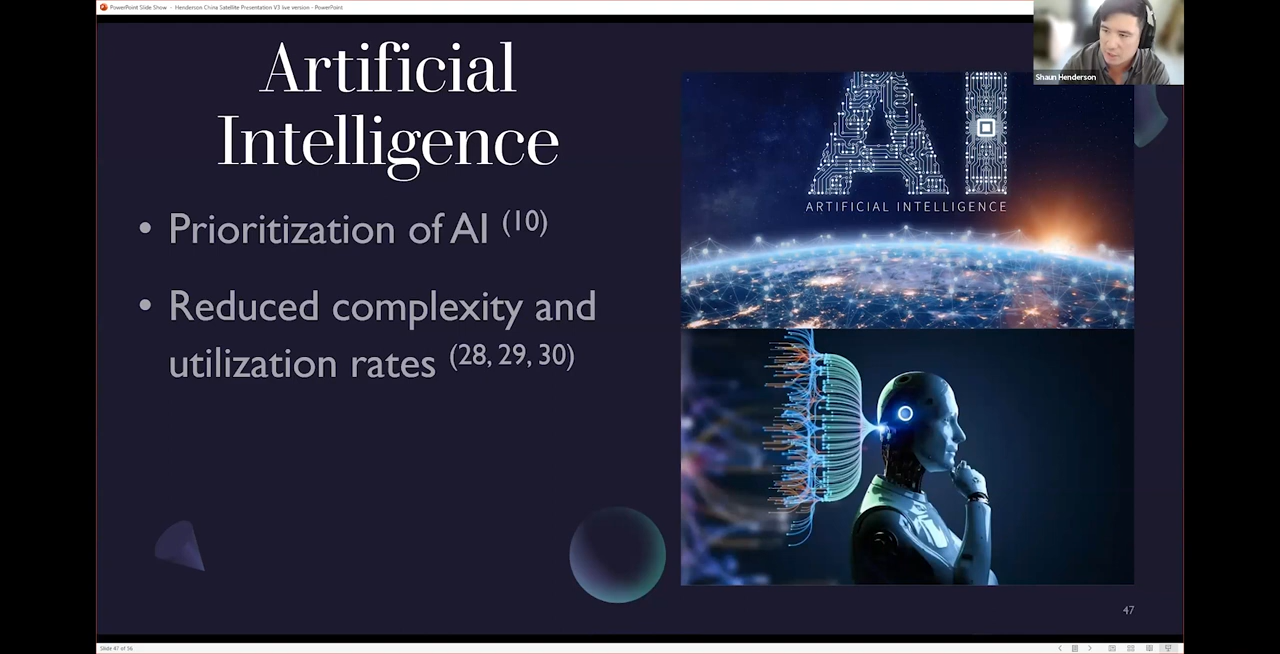 PowerPoint Slide Show - Henderson China Satellite Presentation V3 live version - PowerPoint
Shaun Henderson
Artificial
Intelligence
• Prioritization of AI (10)
• Reduced complexity and
utilization rates (28, 29, 30)
AI
ARTIFICIAL INTELLIGENCE
47
Slide 47 of 56